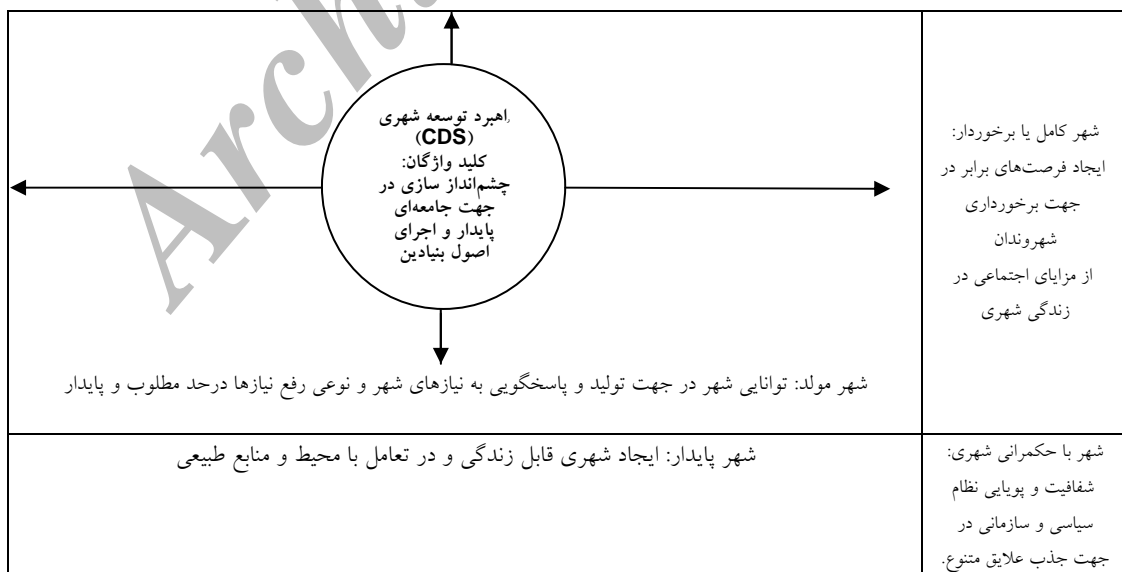 راهبرد توسعه شهری
(CDS)
کلید واژگان:
چشم‌انداز سازی در
جهت جامعه‌ای
پایدار و اجرای
اصول بنیادین
شهر کامل یا برخوردار:
ایجاد فرصت‌های برابر در
جهت برخورداری
شهروندان
از مزایای اجتماعی در
زندگی شهری
شهر مولد: توانایی شهر در جهت تولید و پاسخگویی به نیازهای شهر و نوعی رفع نیازها درحد مطلوب و پایدار
شهر با حکمرانی شهری:
شفافیت و پویایی نظام
سیاسی و سازمانی در
جهت جذب علایق متنوع.
شهر پایدار: ایجاد شهری قابل زندگی و در تعامل با محیط و منابع طبیعی